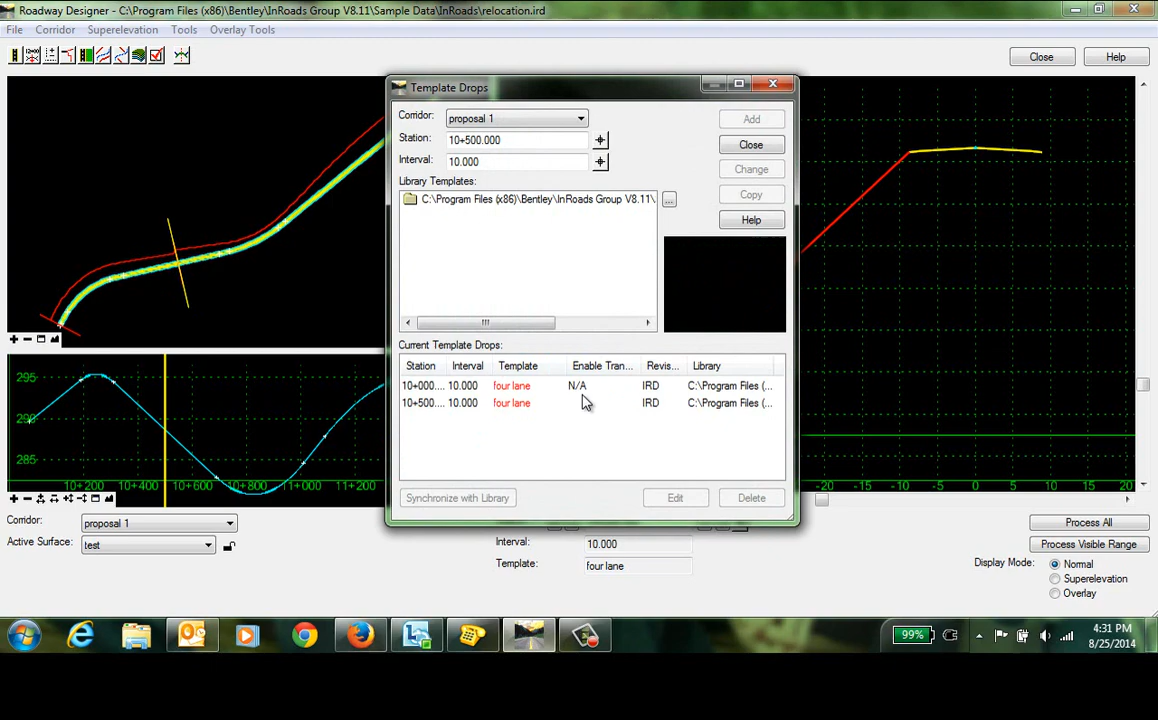 Roadway Designer - C:\Program Files (x86)\Bentley\InRoads Group V8.11\Sample Data\InRoads\relocation.ird
File Corridor Superelevation Tools Overlay Tools
Close Help
Template Drops
Corridor: proposal 1 Add
Station: 10+500.000 Close
Interval: 10.000
Library Templates: Change
C:\Program Files (x86)\Bentley\InRoads Group V8.11\ ... Copy
Help
Current Template Drops:
Station Interval Template Enable Tran... Revis... Library
10+000.... 10.000 four lane N/A IRD C:\Program Files (...
10+500.... 10.000 four lane IRD C:\Program Files (...
Synchronize with Library Edit Delete
295
290
285
10+200 10+400 10+600 10+800 11+000 11+200
-20 -15 -10 -5 0 5 10 15 20
Corridor: proposal 1
Active Surface: test
Interval: 10.000
Template: four lane
Process All
Process Visible Range
Display Mode: Normal
Superelevation
Overlay
99%
4:31 PM
8/25/2014